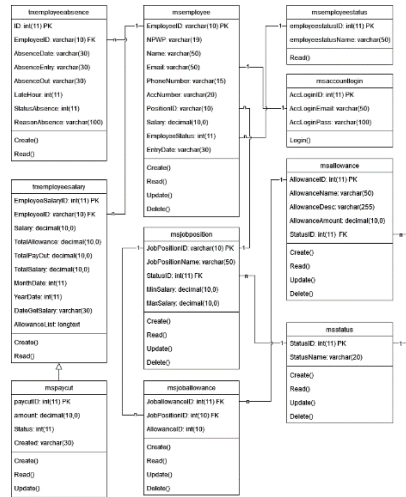 tnemployeeabsence
ID: int(11) PK
EmployeeID: varchar(10) FK
AbsenceDate: varchar(30)
AbsenceEntry: varchar(30)
AbsenceOut: varchar(30)
LateHour: int(11)
StatusAbsence: int(11)
ReasonAbsence: varchar(100)
Create()
Read()
tnemployeesalary
EmployeeSalaryID: int(11) PK
EmployeeID: varchar(10) FK
Salary: decimal(10,0)
TotalAllowance: decimal(10,0)
TotalPayOut: decimal(10,0)
TotalSalary: decimal(10,0)
MonthDate: int(11)
YearDate: int(11)
DateGetSalary: varchar(30)
AllowanceList: longtext
Create()
Read()
mspaycut
paycutID: int(11) PK
amount: decimal(10,0)
Status: int(11)
Created: varchar(30)
Create()
Read()
Update()
msemployee
EmployeeID: varchar(10) PK
NPWP: varchar(19)
Name: varchar(50)
Email: varchar(50)
PhoneNumber: varchar(15)
AccNumber: varchar(20)
PositionID: varchar(10)
Salary: decimal(10,0)
EmployeeStatus: int(11)
EntryDate: varchar(30)
Create()
Read()
Update()
Delete()
msjobposition
JobPositionID: varchar(10) PK
JobPositionName: varchar(50)
StatusID: int(11) FK
MinSalary: decimal(10,0)
MaxSalary: decimal(10,0)
Create()
Read()
Update()
Delete()
msjoballowance
JoballowanceID: int(11) FK
JobPositionID: int(10) FK
AllowanceID: int(10)
Create()
Read()
Update()
Delete()
msemployeestatus
employeestatusID: int(11) PK
employeestatusName: varchar(50)
Read()
msaccountlogin
AccLoginID: int(11) PK
AccLoginEmail: varchar(50)
AccLoginPass: varchar(100)
Login()
msallowance
AllowanceID: int(11) PK
AllowanceName: varchar(50)
AllowanceDesc: varchar(255)
AllowanceAmount: decimal(10,0)
StatusID: int(11) FK
Create()
Read()
Update()
Delete()
msstatus
StatusID: int(11) PK
StatusName: varchar(20)
Create()
Read()
Update()
Delete()